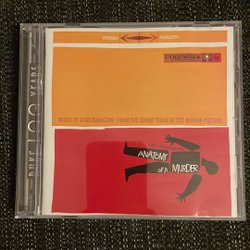 STEREO FIDELITY
COLUMBIA
DUKE 100 YEARS
MUSIC BY DUKE ELLINGTON • FROM THE SOUND TRACK OF THE MOTION PICTURE
ANATOMY
OF A MURDER